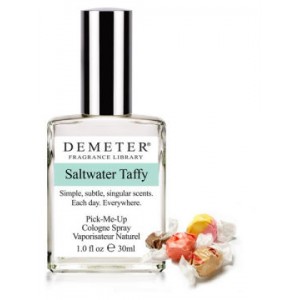 DEMETER®
FRAGRANCE LIBRARY
Saltwater Taffy
Simple, subtle, singular scents.
Each day. Everywhere.
Pick-Me-Up
Cologne Spray
Vaporisateur Naturel
1.0 fl oz ℮ 30ml